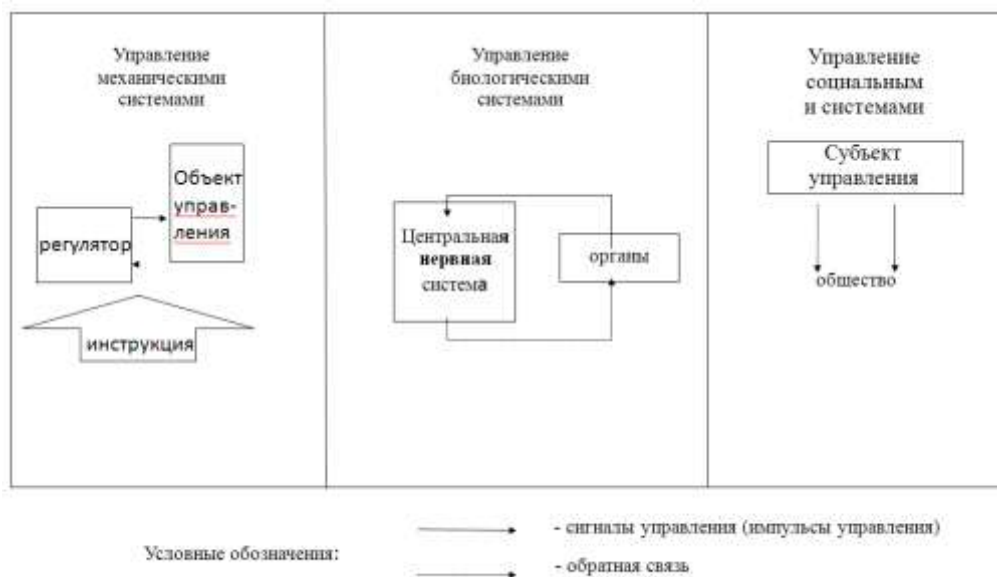 Управление
механическими
системами
Объект
управ-
ления
регулятор
инструкция
Управление
биологическими
системами
Центральная
нервная
система
органы
Управление
социальным
и системами
Субъект
управления
общество
Условные обозначения:
- сигналы управления (импульсы управления)
- обратная связь